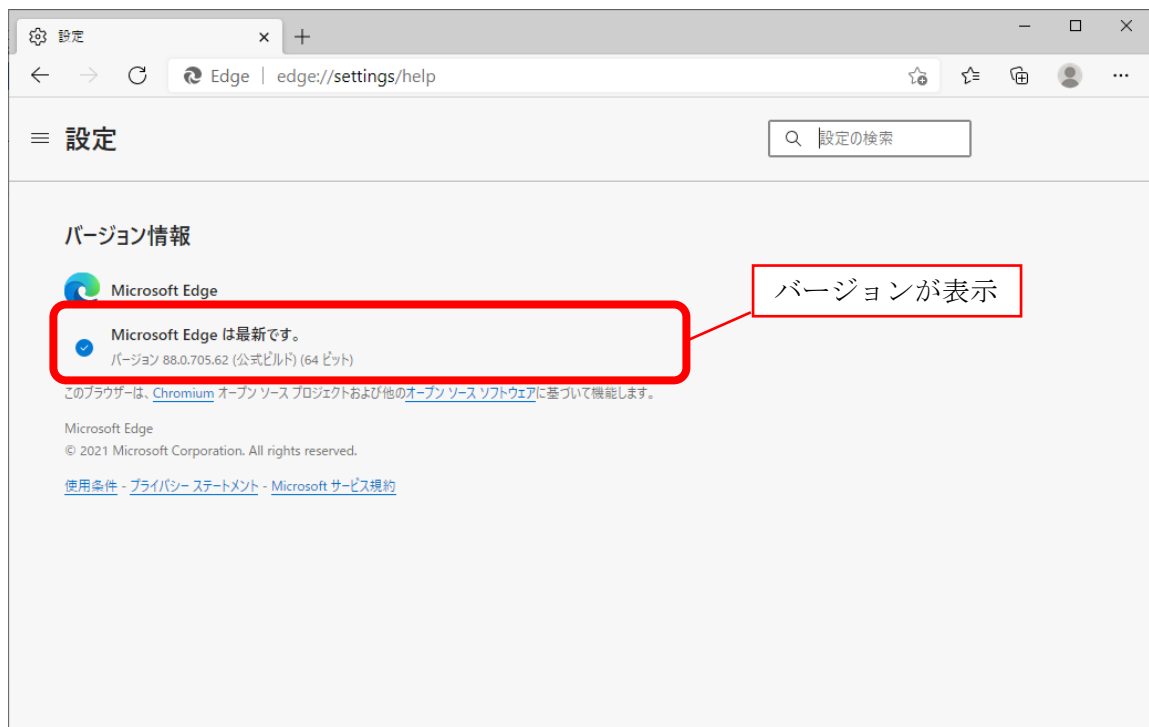 設定
Edge | edge://settings/help
設定
設定の検索
バージョン情報
Microsoft Edge
バージョンが表示
Microsoft Edge は最新です。
バージョン 88.0.705.62 (公式ビルド) (64 ビット)
このブラウザーは、Chromium オープン ソース プロジェクトおよび他のオープン ソース ソフトウェアに基づいて機能します。
Microsoft Edge
© 2021 Microsoft Corporation. All rights reserved.
使用条件 - プライバシー ステートメント - Microsoft サービス規約